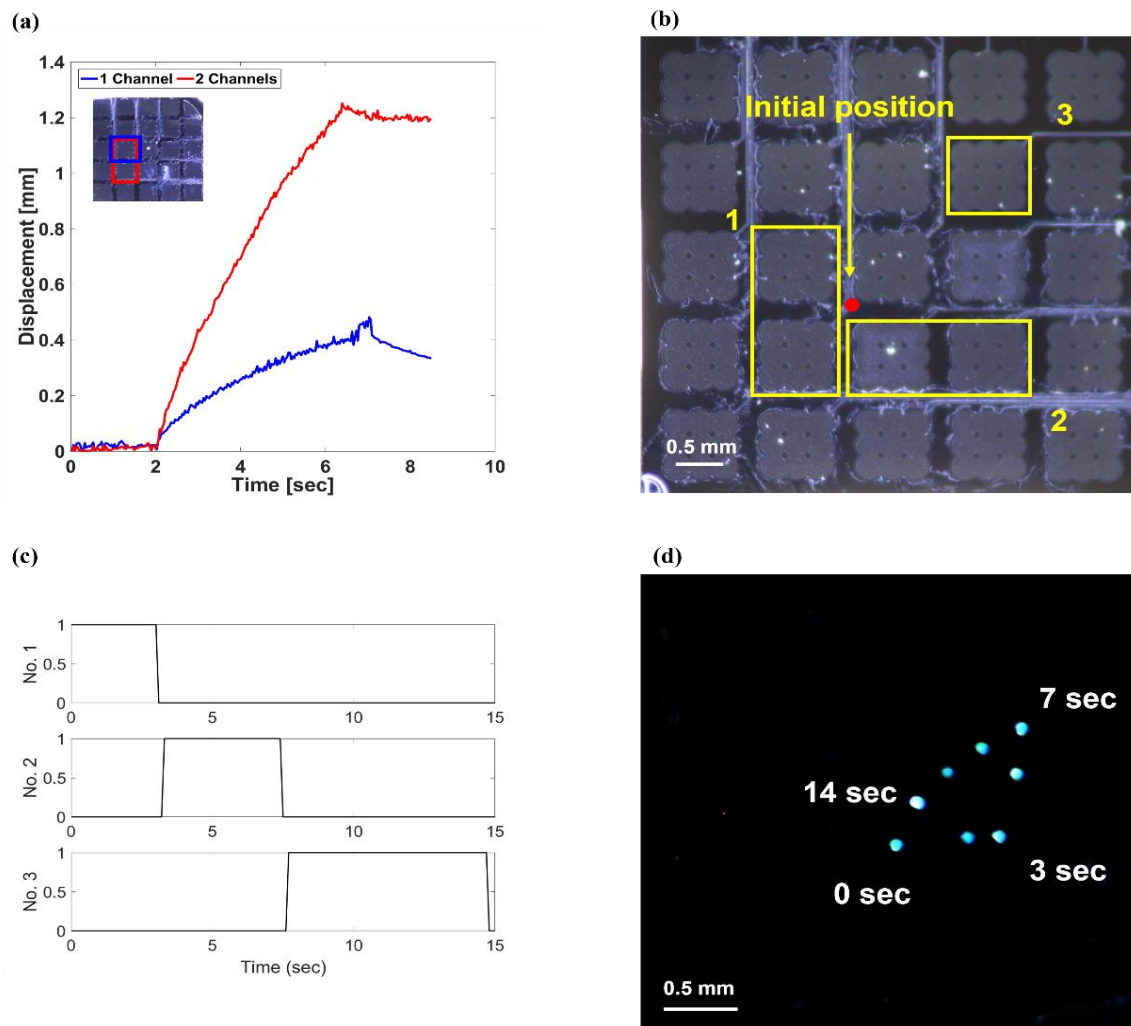 (a)
1.4
1.2
1
0.8
0.6
0.4
0.2
0
Displacement [mm]
1 Channel 2 Channels
0 2 4 6 8 10
Time [sec]
(b)
Initial position
3
1
2
0.5 mm
(c)
1
0.5
0
No. 1
0 5 10 15
1
0.5
0
No. 2
0 5 10 15
1
0.5
0
No. 3
0 5 10 15
Time (sec)
(d)
7 sec
14 sec
3 sec
0 sec
0.5 mm